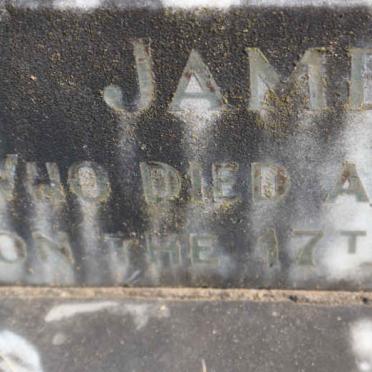 JAME
WHO DIED A
ON THE 17TH